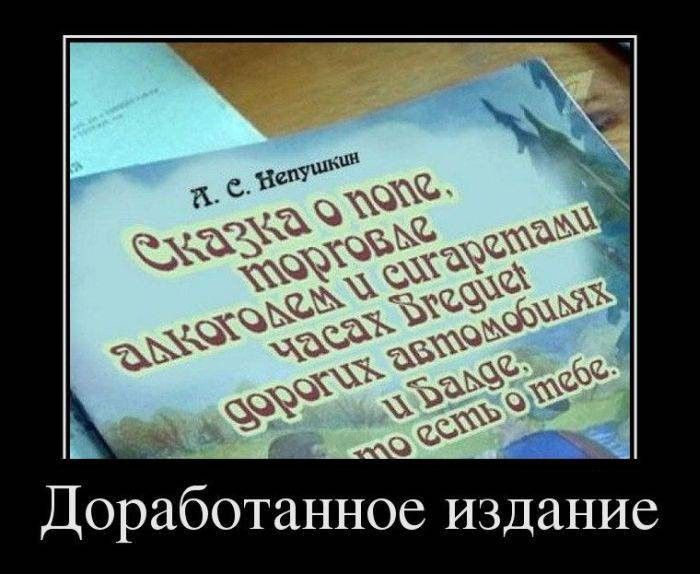 А. С. Непушкин
Сказка о попе,
торговле
алкоголем и сигаретами
часах Breguet
дорогих автомобилях
и Балде,
то есть о тебе.
Доработанное издание